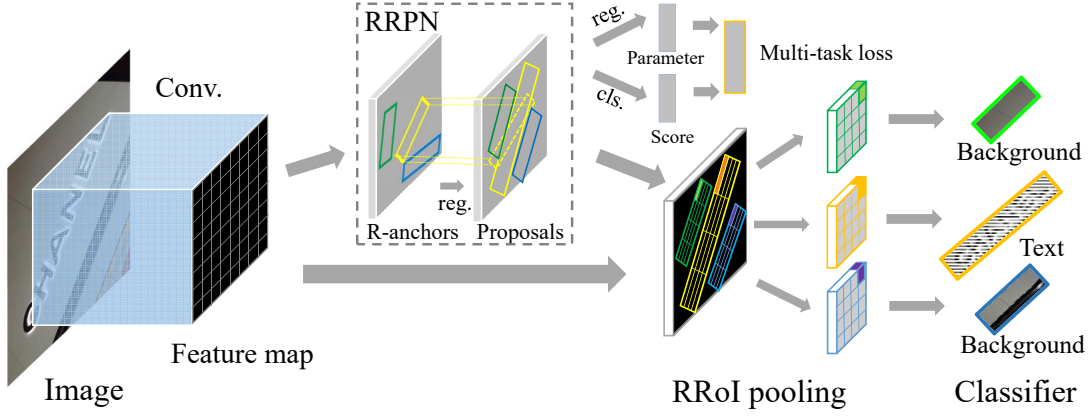 RRPN
reg.
Parameter
Multi-task loss
cls.
Score
Conv.
CHANEL
reg.
R-anchors
Proposals
Background
Text
Background
Feature map
Image
RRoI pooling
Classifier